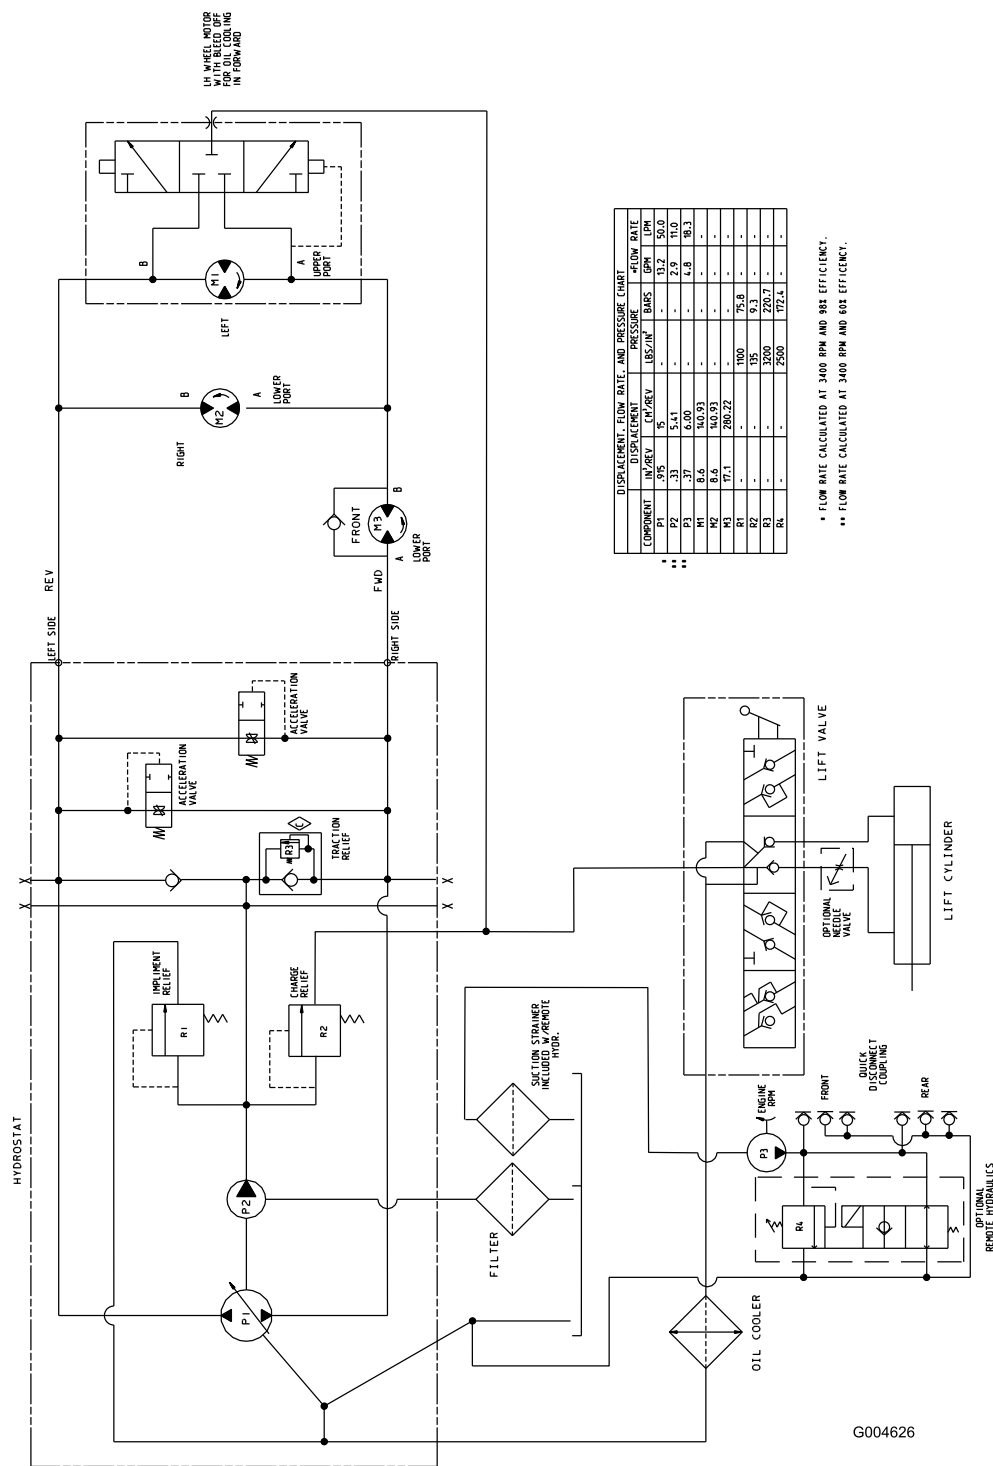 LH WHEEL MOTOR
WITH BLEED OFF
FOR OIL COOLING
IN FORWARD
B
A
UPPER
PORT
M1
LEFT
B
A
LOWER
PORT
M2
RIGHT
FRONT
M3
B
A
LOWER
PORT
REV
FWD
LEFT SIDE
RIGHT SIDE
ACCELERATION
VALVE
ACCELERATION
VALVE
R3
C
TRACTION
RELIEF
X
X
X
X
IMPLIMENT
RELIEF
R1
CHARGE
RELIEF
R2
HYDROSTAT
P2
P1
SUCTION STRAINER
INCLUDED W/REMOTE
HYDR.
FILTER
DISPLACEMENT, FLOW RATE, AND PRESSURE CHART
DISPLACEMENT PRESSURE *FLOW RATE
COMPONENT IN³/REV CM³/REV LBS/IN² BARS GPM LPM
* P1 .915 15 - - 13.2 50.0
** P2 .33 5.41 - - 2.9 11.0
** P3 .37 6.00 - - 4.8 18.3
M1 8.6 140.93 - - - -
M2 8.6 140.93 - - - -
M3 17.1 280.22 - - - -
R1 - - 1100 75.8 - -
R2 - - 135 9.3 - -
R3 - - 3200 220.7 - -
R4 - - 2500 172.4 - -
* FLOW RATE CALCULATED AT 3400 RPM AND 98% EFFICIENCY.
** FLOW RATE CALCULATED AT 3400 RPM AND 60% EFFICENCY.
LIFT VALVE
OPTIONAL
NEEDLE
VALVE
LIFT CYLINDER
ENGINE
RPM
P3
FRONT
QUICK
DISCONNECT
COUPLING
REAR
R4
OPTIONAL
REMOTE HYDRAULICS
OIL COOLER
G004626